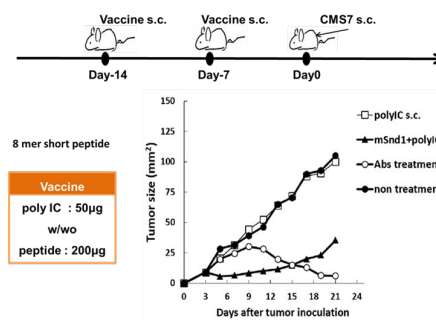 Vaccine s.c. Vaccine s.c. CMS7 s.c.
Day-14 Day-7 Day0
8 mer short peptide
Vaccine
poly IC : 50μg
w/wo
peptide : 200μg
Tumor size (mm²)
150
125
100
75
50
25
0
0 3 6 9 12 15 18 21 24
Days after tumor inoculation
polyIC s.c.
mSnd1+polyIC
Abs treatment
non treatment